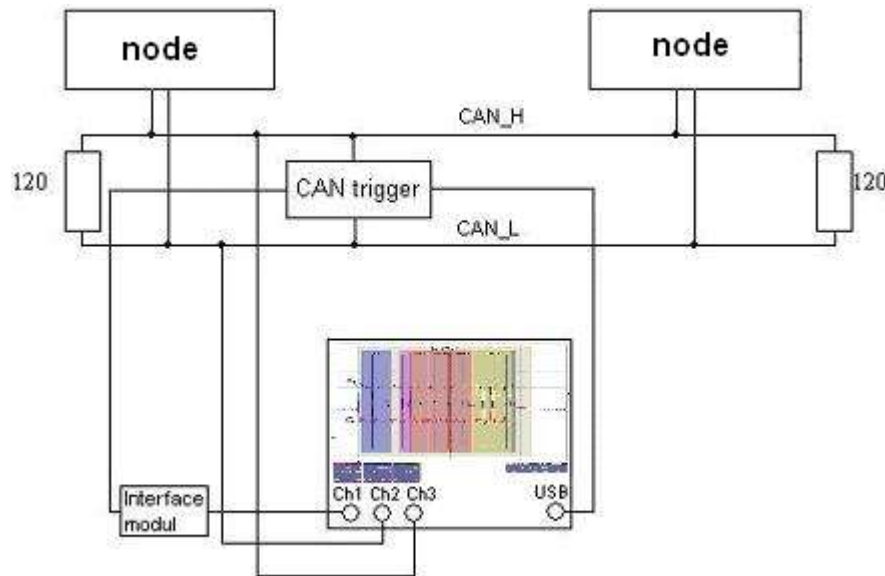 node
node
CAN_H
120
CAN trigger
120
CAN_L
Ch1 Ch2 Ch3
USB
Interface
modul